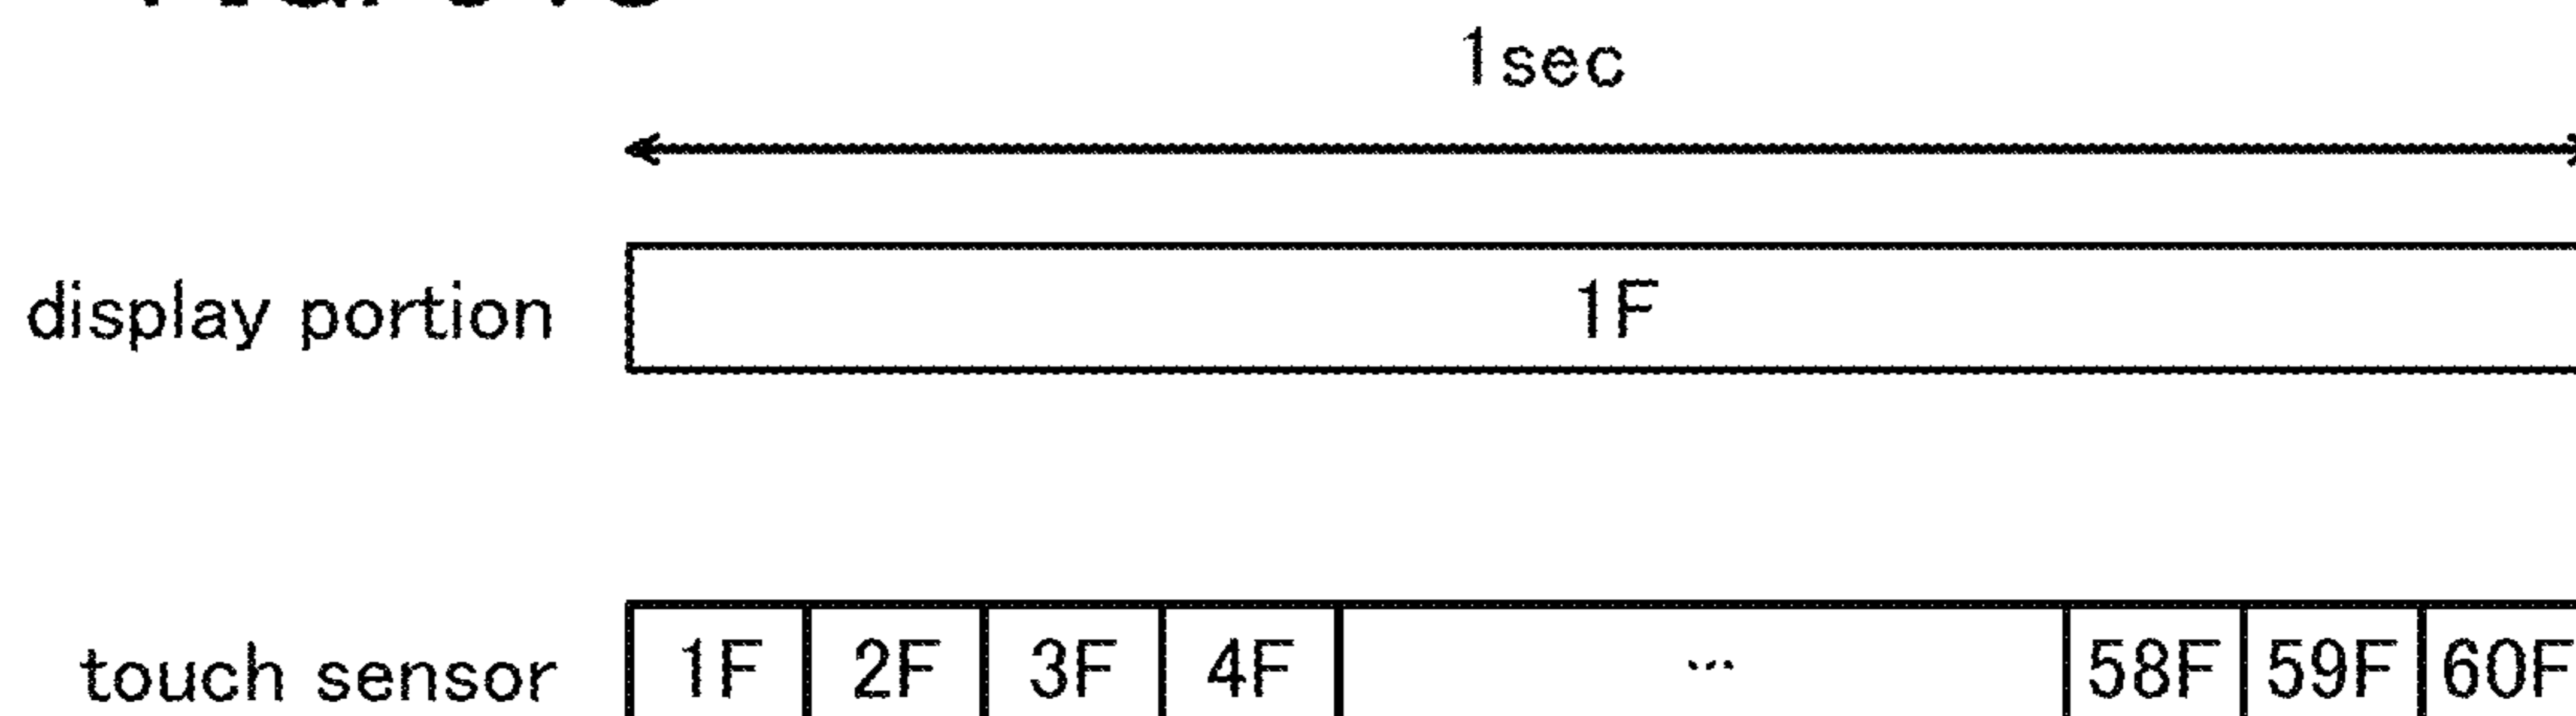 1sec
display portion 1F
touch sensor 1F 2F 3F 4F ... 58F 59F 60F